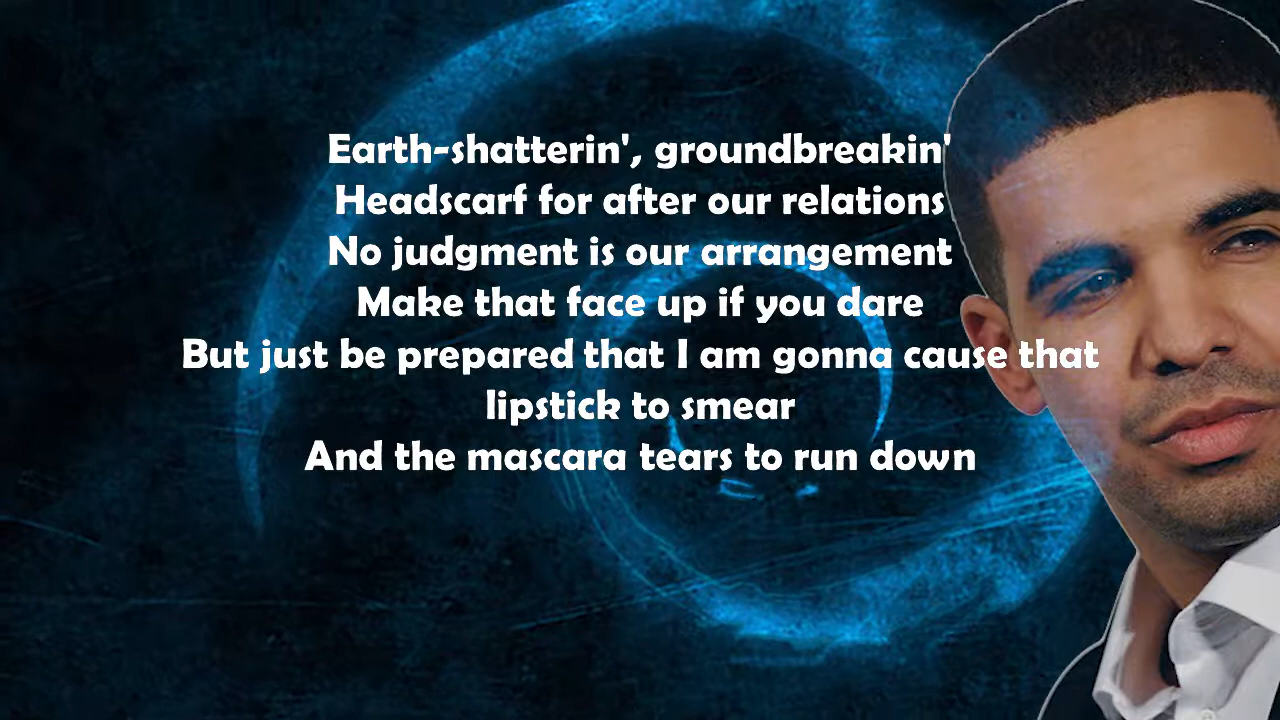 Earth-shatterin', groundbreakin'
Headscarf for after our relations
No judgment is our arrangement
Make that face up if you dare
But just be prepared that I am gonna cause that
lipstick to smear
And the mascara tears to run down